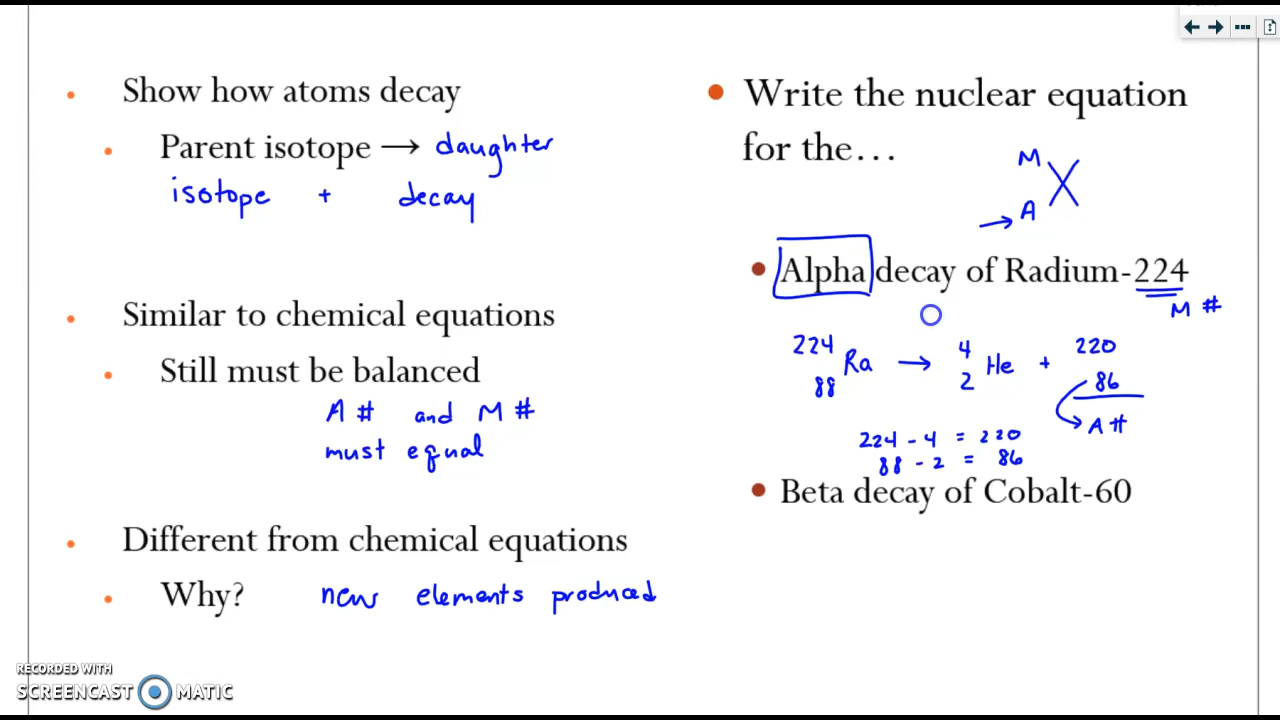 • Show how atoms decay
• Parent isotope → daughter
isotope + decay
• Similar to chemical equations
• Still must be balanced
A # and M #
must equal
• Different from chemical equations
• Why? new elements produced
• Write the nuclear equation
for the...
M
X
→ A
• Alpha decay of Radium-224
M #
224 4 220
Ra → He +
88 2 86
A #
224 - 4 = 220
88 - 2 = 86
• Beta decay of Cobalt-60
RECORDED WITH
SCREENCAST MATIC